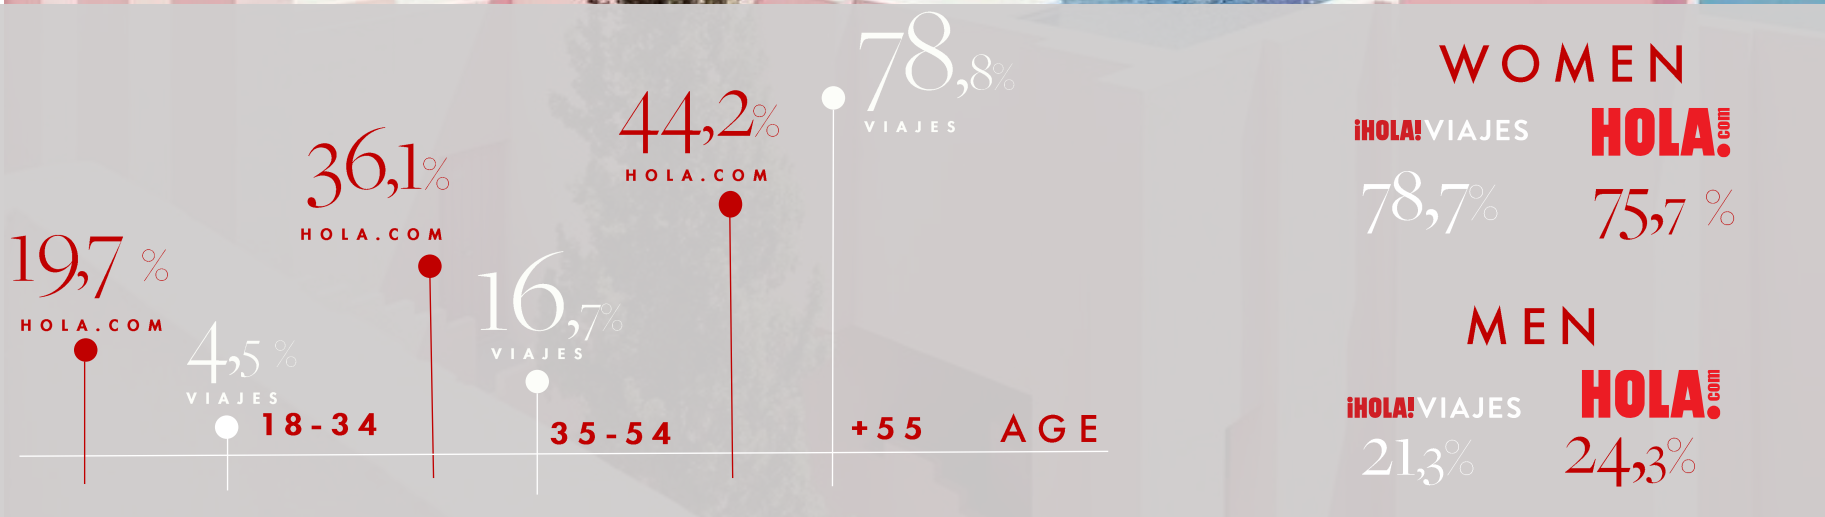 19,7 %
HOLA.COM
4,5 %
VIAJES
18-34
36,1%
HOLA.COM
16,7%
VIAJES
35-54
44,2%
HOLA.COM
78,8%
VIAJES
+55
AGE
WOMEN
¡HOLA!VIAJES
78,7%
HOLA!.com
75,7 %
MEN
¡HOLA!VIAJES
21,3%
HOLA!.com
24,3%